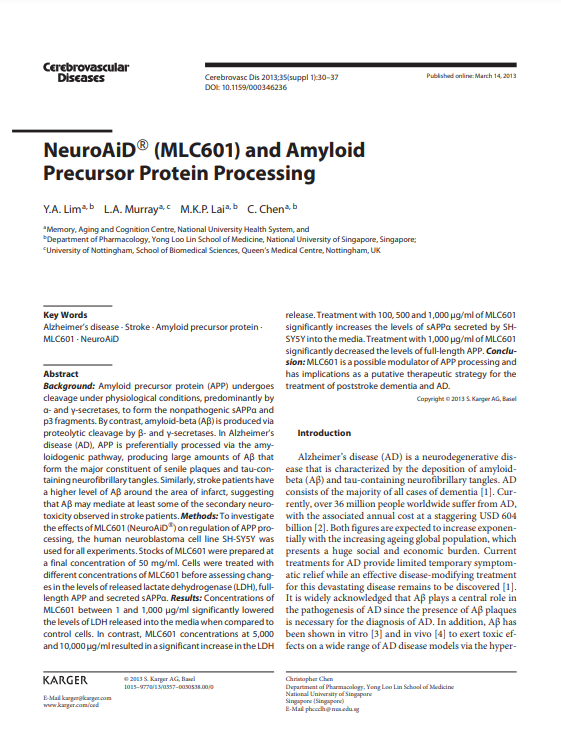 Cerebrovascular
Diseases
Cerebrovasc Dis 2013;35(suppl 1):30–37
DOI: 10.1159/000346236
Published online: March 14, 2013
NeuroAiD® (MLC601) and Amyloid
Precursor Protein Processing
Y.A. Lim a, b L.A. Murray a, c M.K.P. Lai a, b C. Chen a, b
a Memory, Aging and Cognition Centre, National University Health System, and
b Department of Pharmacology, Yong Loo Lin School of Medicine, National University of Singapore, Singapore;
c University of Nottingham, School of Biomedical Sciences, Queen's Medical Centre, Nottingham, UK
Key Words
Alzheimer's disease · Stroke · Amyloid precursor protein ·
MLC601 · NeuroAiD
Abstract
Background: Amyloid precursor protein (APP) undergoes
cleavage under physiological conditions, predominantly by
α- and γ-secretases, to form the nonpathogenic sAPPα and
p3 fragments. By contrast, amyloid-beta (Aβ) is produced via
proteolytic cleavage by β- and γ-secretases. In Alzheimer's
disease (AD), APP is preferentially processed via the amy-
loidogenic pathway, producing large amounts of Aβ that
form the major constituent of senile plaques and tau-con-
taining neurofibrillary tangles. Similarly, stroke patients have
a higher level of Aβ around the area of infarct, suggesting
that Aβ may mediate at least some of the secondary neuro-
toxicity observed in stroke patients. Methods: To investigate
the effects of MLC601 (NeuroAiD®) on regulation of APP pro-
cessing, the human neuroblastoma cell line SH-SY5Y was
used for all experiments. Stocks of MLC601 were prepared at
a final concentration of 50 mg/ml. Cells were treated with
different concentrations of MLC601 before assessing chang-
es in the levels of released lactate dehydrogenase (LDH), full-
length APP and secreted sAPPα. Results: Concentrations of
MLC601 between 1 and 1,000 μg/ml significantly lowered
the levels of LDH released into the media when compared to
control cells. In contrast, MLC601 concentrations at 5,000
and 10,000 μg/ml resulted in a significant increase in the LDH
release. Treatment with 100, 500 and 1,000 μg/ml of MLC601
significantly increases the levels of sAPPα secreted by SH-
SY5Y into the media. Treatment with 1,000 μg/ml of MLC601
significantly decreased the levels of full-length APP. Conclu-
sion: MLC601 is a possible modulator of APP processing and
has implications as a putative therapeutic strategy for the
treatment of poststroke dementia and AD.
Copyright © 2013 S. Karger AG, Basel
Introduction
Alzheimer's disease (AD) is a neurodegenerative dis-
ease that is characterized by the deposition of amyloid-
beta (Aβ) and tau-containing neurofibrillary tangles. AD
consists of the majority of all cases of dementia [1]. Cur-
rently, over 36 million people worldwide suffer from AD,
with the associated annual cost at a staggering USD 604
billion [2]. Both figures are expected to increase exponen-
tially with the increasing ageing global population, which
presents a huge social and economic burden. Current
treatments for AD provide limited temporary symptom-
atic relief while an effective disease-modifying treatment
for this devastating disease remains to be discovered [1].
It is widely acknowledged that Aβ plays a central role in
the pathogenesis of AD since the presence of Aβ plaques
is necessary for the diagnosis of AD. In addition, Aβ has
been shown in vitro [3] and in vivo [4] to exert toxic ef-
fects on a wide range of AD disease models via the hyper-
KARGER
E-Mail karger@karger.com
www.karger.com/ced
© 2013 S. Karger AG, Basel
1015–9770/13/0357–0030$38.00/0
Christopher Chen
Department of Pharmacology, Yong Loo Lin School of Medicine
National University of Singapore
Singapore (Singapore)
E-Mail phccclh@nus.edu.sg